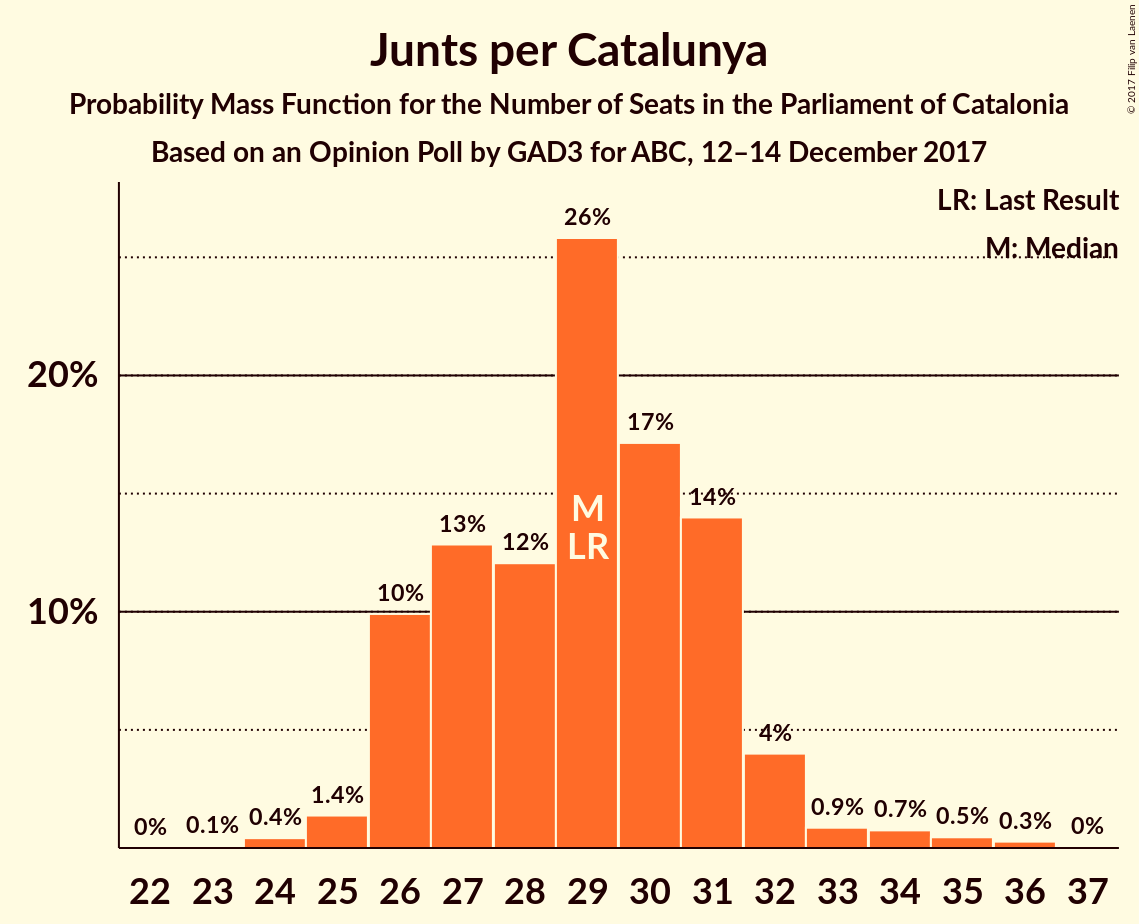 Junts per Catalunya
Probability Mass Function for the Number of Seats in the Parliament of Catalonia
Based on an Opinion Poll by GAD3 for ABC, 12–14 December 2017
© 2017 Filip van Laenen
LR: Last Result
M: Median
20%
10%
0%
0.1%
0.4%
1.4%
10%
13%
12%
26%
17%
14%
4%
0.9%
0.7%
0.5%
0.3%
0%
M
LR
22 23 24 25 26 27 28 29 30 31 32 33 34 35 36 37